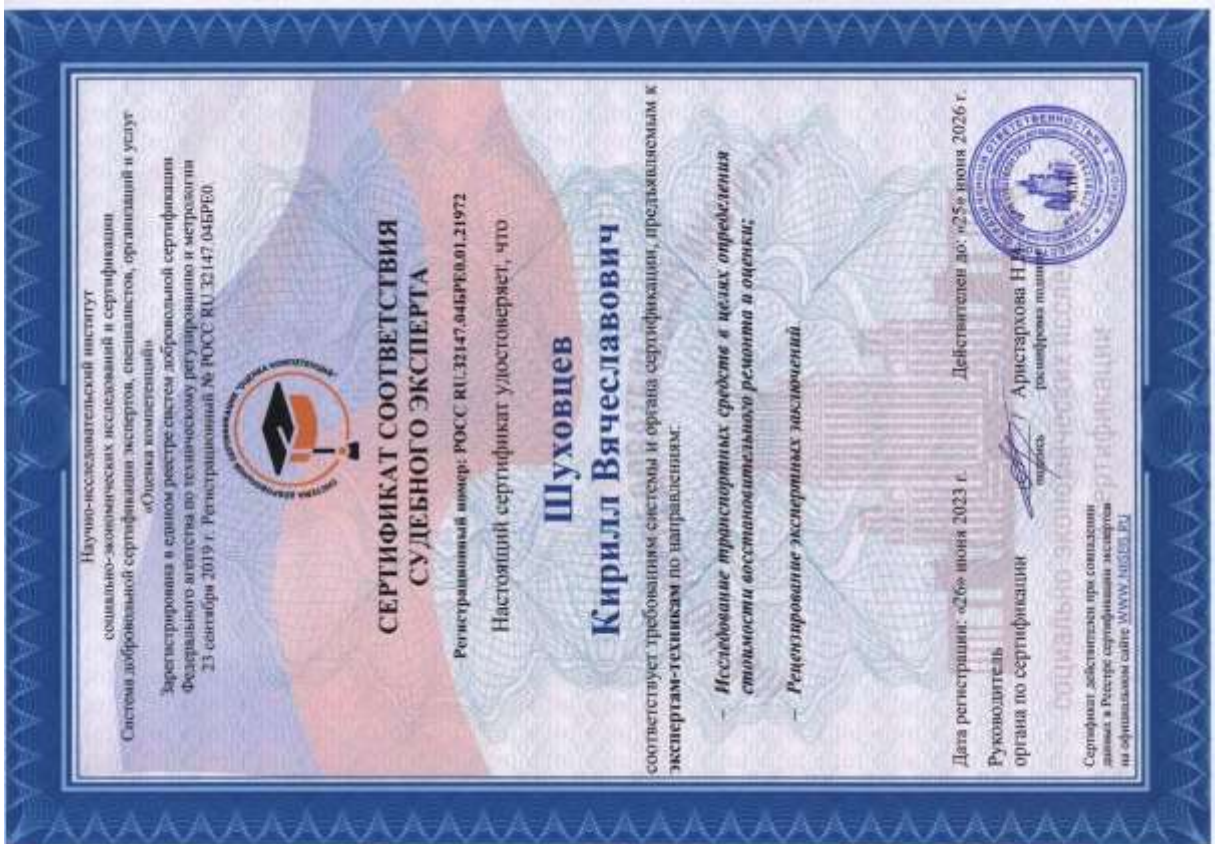 Научно-исследовательский институт
социально-экономических исследований и сертификации
Система добровольной сертификации экспертов, специалистов, организаций и услуг
«Оценка компетенций»
Зарегистрирована в едином реестре систем добровольной сертификации
Федерального агентства по техническому регулированию и метрологии
23 сентября 2019 г. Регистрационный № РОСС RU 32147.04БРЕ0
СЕРТИФИКАТ СООТВЕТСТВИЯ
СУДЕБНОГО ЭКСПЕРТА
Регистрационный номер: РОСС RU.32147.04БРЕ0.01.21972
Настоящий сертификат удостоверяет, что
Шуховцев
Кирилл Вячеславович
соответствует требованиям системы и органа сертификации, предъявляемым к
экспертам-техникам по направлениям:
– Исследование транспортных средств в целях определения
стоимости восстановительного ремонта и оценки;
– Рецензирование экспертных заключений.
Дата регистрации: «26» июня 2023 г. Действителен до: «25» июня 2026 г.
Руководитель
органа по сертификации / Аристархова Н.
подпись расшифровка
Сертификат действителен при совпадении
данных в Реестре сертификации экспертов
на официальном сайте WWW.NISES.RU